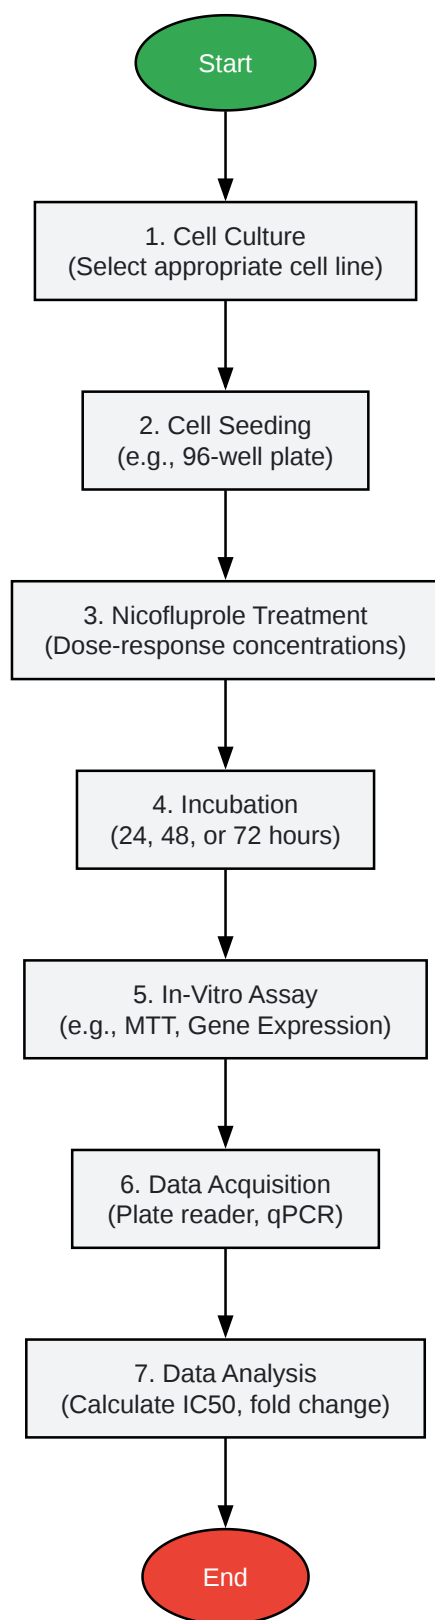 Start
1. Cell Culture
(Select appropriate cell line)
2. Cell Seeding
(e.g., 96-well plate)
3. Nicofluprole Treatment
(Dose-response concentrations)
4. Incubation
(24, 48, or 72 hours)
5. In-Vitro Assay
(e.g., MTT, Gene Expression)
6. Data Acquisition
(Plate reader, qPCR)
7. Data Analysis
(Calculate IC50, fold change)
End